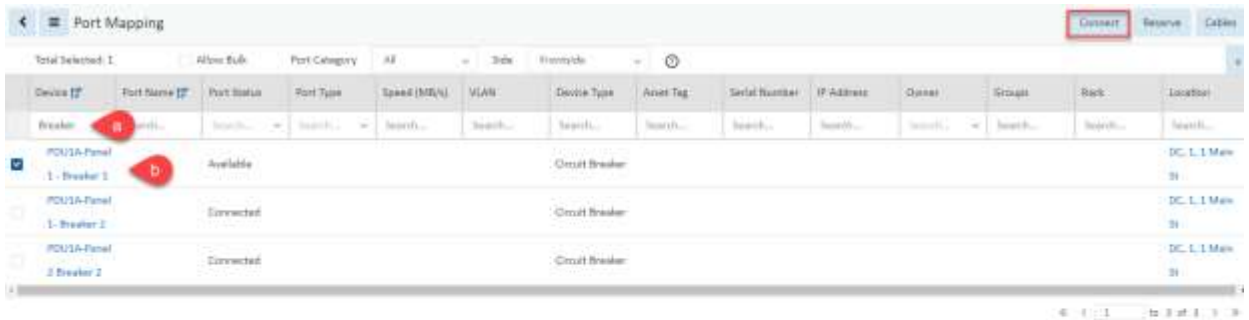 Port Mapping
Connect Reserve Cables
Total Selected: 1 Allow Bulk Port Category All Side Frontside
Device Port Name Port Status Port Type Speed (MB/s) VLAN Device Type Asset Tag Serial Number IP Address Owner Groups Rack Location
Breaker Search... Search... Search... Search... Search... Search... Search... Search... Search... Search... Search... Search... Search...
a
PDU1A-Panel Available Circuit Breaker DC, 1, 1 Main
1 - Breaker 1 St
b
PDU1A-Panel Connected Circuit Breaker DC, 1, 1 Main
1- Breaker 2 St
PDU1A-Panel Connected Circuit Breaker DC, 1, 1 Main
2 Breaker 2 St
1 to 3 of 3